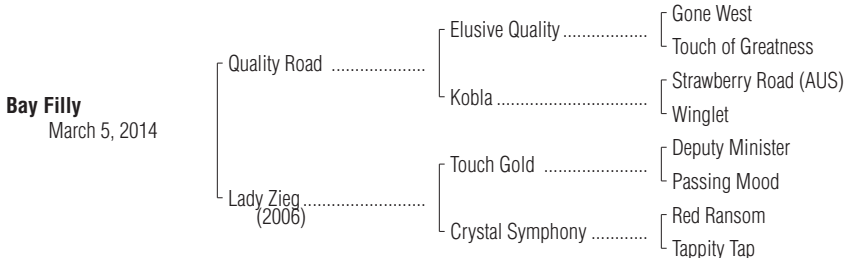 Gone West
Elusive Quality ..................
Touch of Greatness
Quality Road ....................
Strawberry Road (AUS)
Kobla ................................
Winglet
Bay Filly
March 5, 2014
Deputy Minister
Touch Gold ......................
Passing Mood
Lady Zieg..........................
(2006)
Red Ransom
Crystal Symphony ............
Tappity Tap